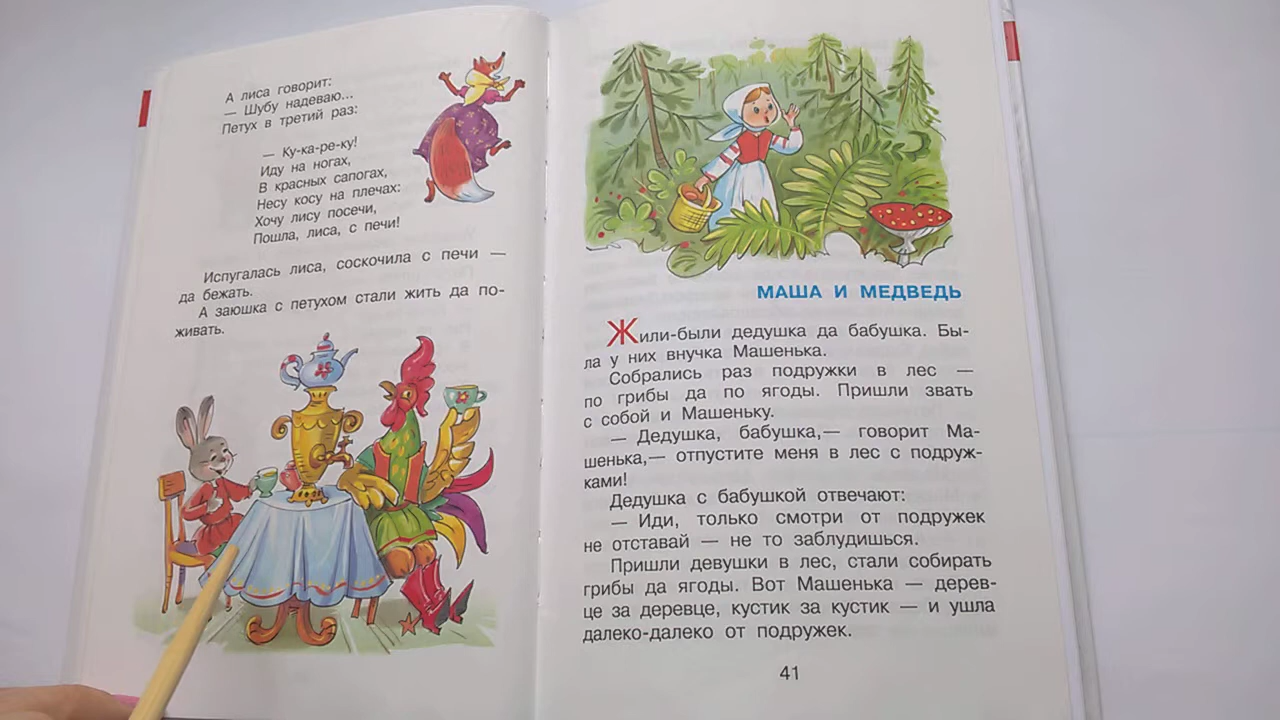 А лиса говорит:
— Шубу надеваю...
Петух в третий раз:
— Ку-ка-ре-ку!
Иду на ногах,
В красных сапогах,
Несу косу на плечах:
Хочу лису посечи,
Пошла, лиса, с печи!
Испугалась лиса, соскочила с печи —
да бежать.
А заюшка с петухом стали жить да по-
живать.
МАША И МЕДВЕДЬ
Жили-были дедушка да бабушка. Бы-
ла у них внучка Машенька.
Собрались раз подружки в лес —
по грибы да по ягоды. Пришли звать
с собой и Машеньку.
— Дедушка, бабушка,— говорит Ма-
шенька,— отпустите меня в лес с подруж-
ками!
Дедушка с бабушкой отвечают:
— Иди, только смотри от подружек
не отставай — не то заблудишься.
Пришли девушки в лес, стали собирать
грибы да ягоды. Вот Машенька — дерев-
це за деревце, кустик за кустик — и ушла
далеко-далеко от подружек.
41